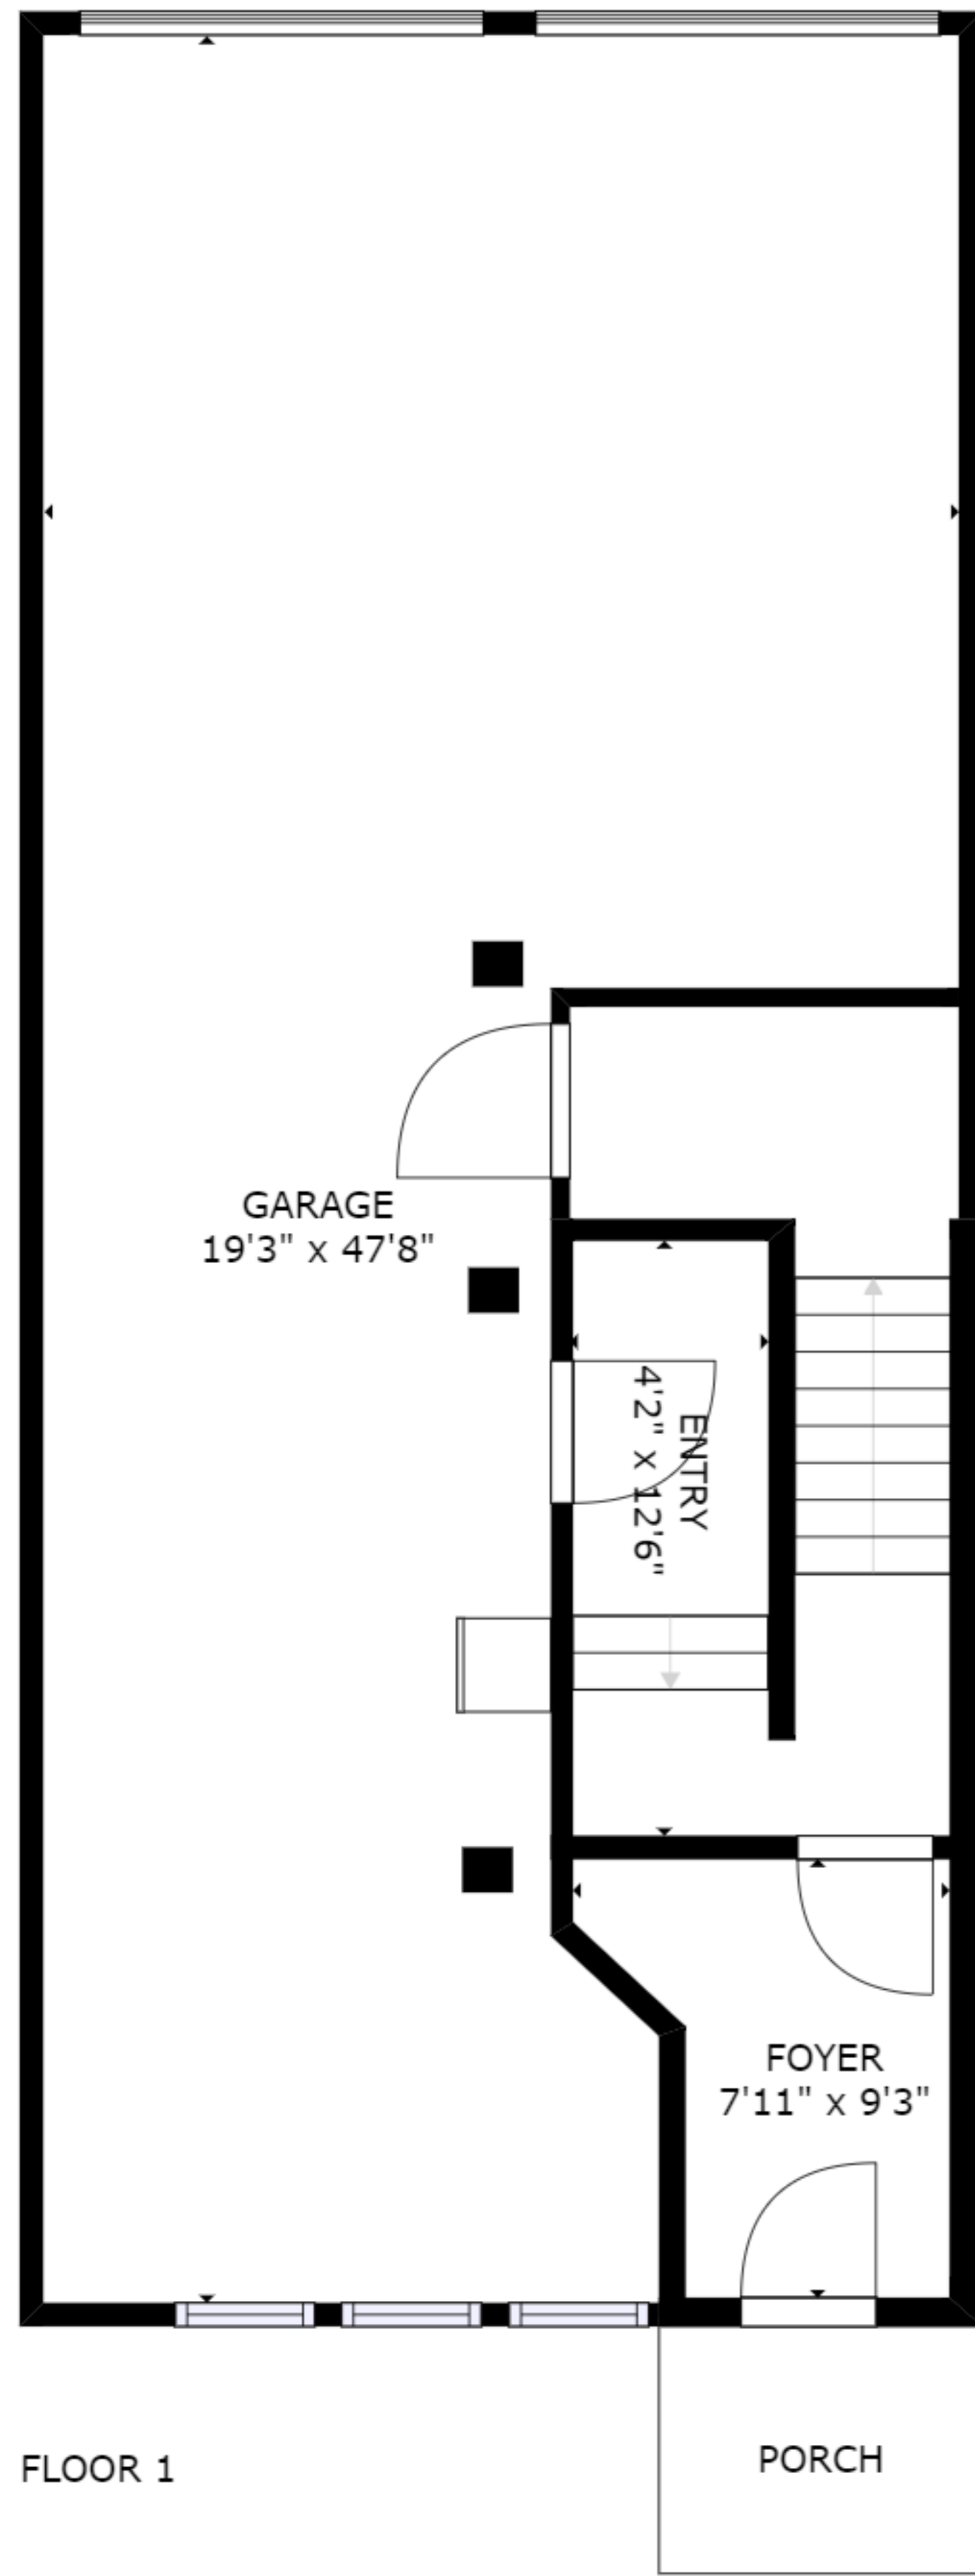 GARAGE
19'3" x 47'8"
ENTRY
4'2" x 12'6"
FOYER
7'11" x 9'3"
PORCH
FLOOR 1